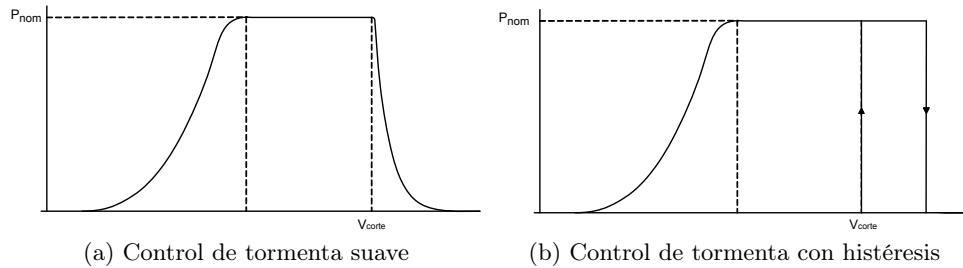 Pnom
Vcorte
(a) Control de tormenta suave
Pnom
Vcorte
(b) Control de tormenta con histéresis